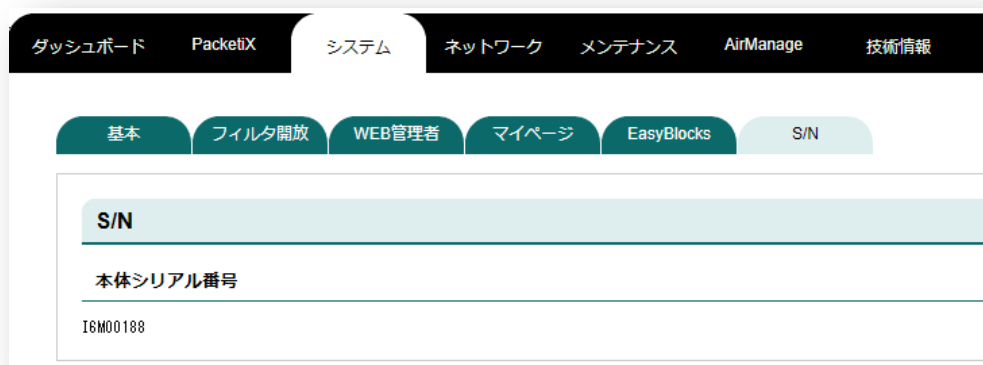 ダッシュボード PacketiX システム ネットワーク メンテナンス AirManage 技術情報
基本 フィルタ開放 WEB管理者 マイページ EasyBlocks S/N
S/N
本体シリアル番号
I6M00188